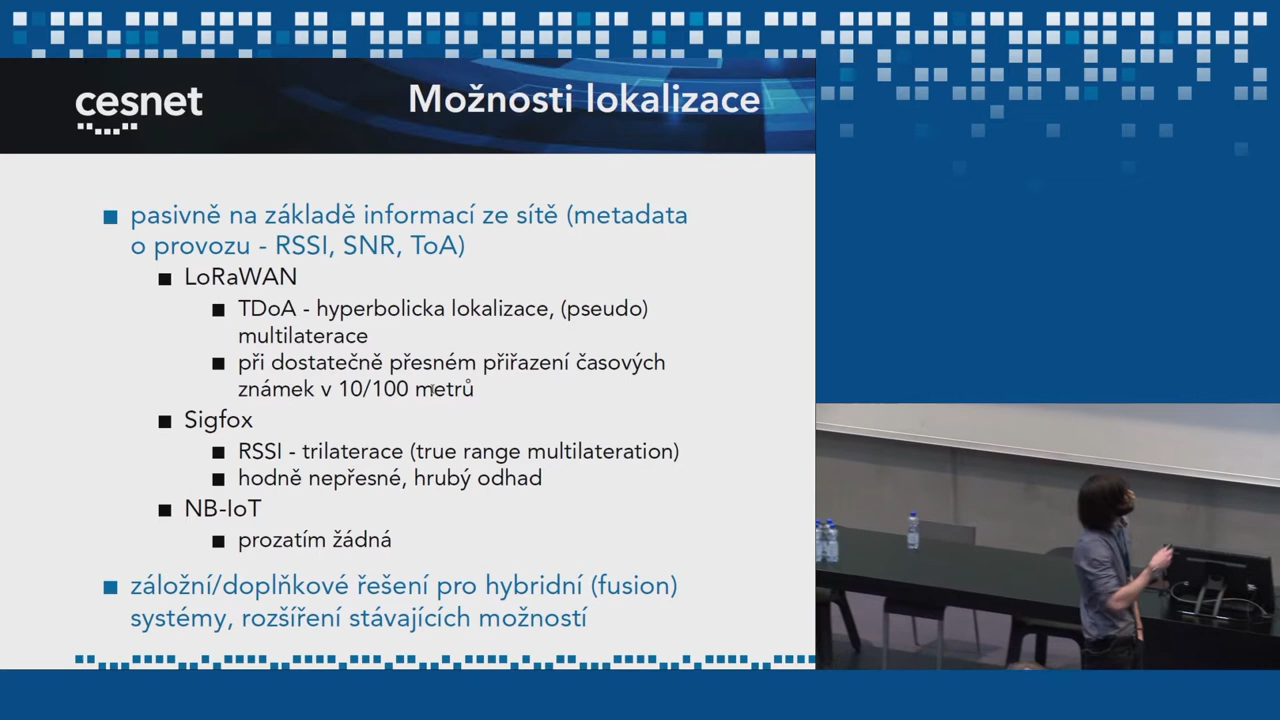 cesnet
Možnosti lokalizace
pasivně na základě informací ze sítě (metadata
o provozu - RSSI, SNR, ToA)
LoRaWAN
TDoA - hyperbolicka lokalizace, (pseudo)
multilaterace
při dostatečně přesném přiřazení časových
známek v 10/100 metrů
Sigfox
RSSI - trilaterace (true range multilateration)
hodně nepřesné, hrubý odhad
NB-IoT
prozatím žádná
záložní/doplňkové řešení pro hybridní (fusion)
systémy, rozšíření stávajících možností